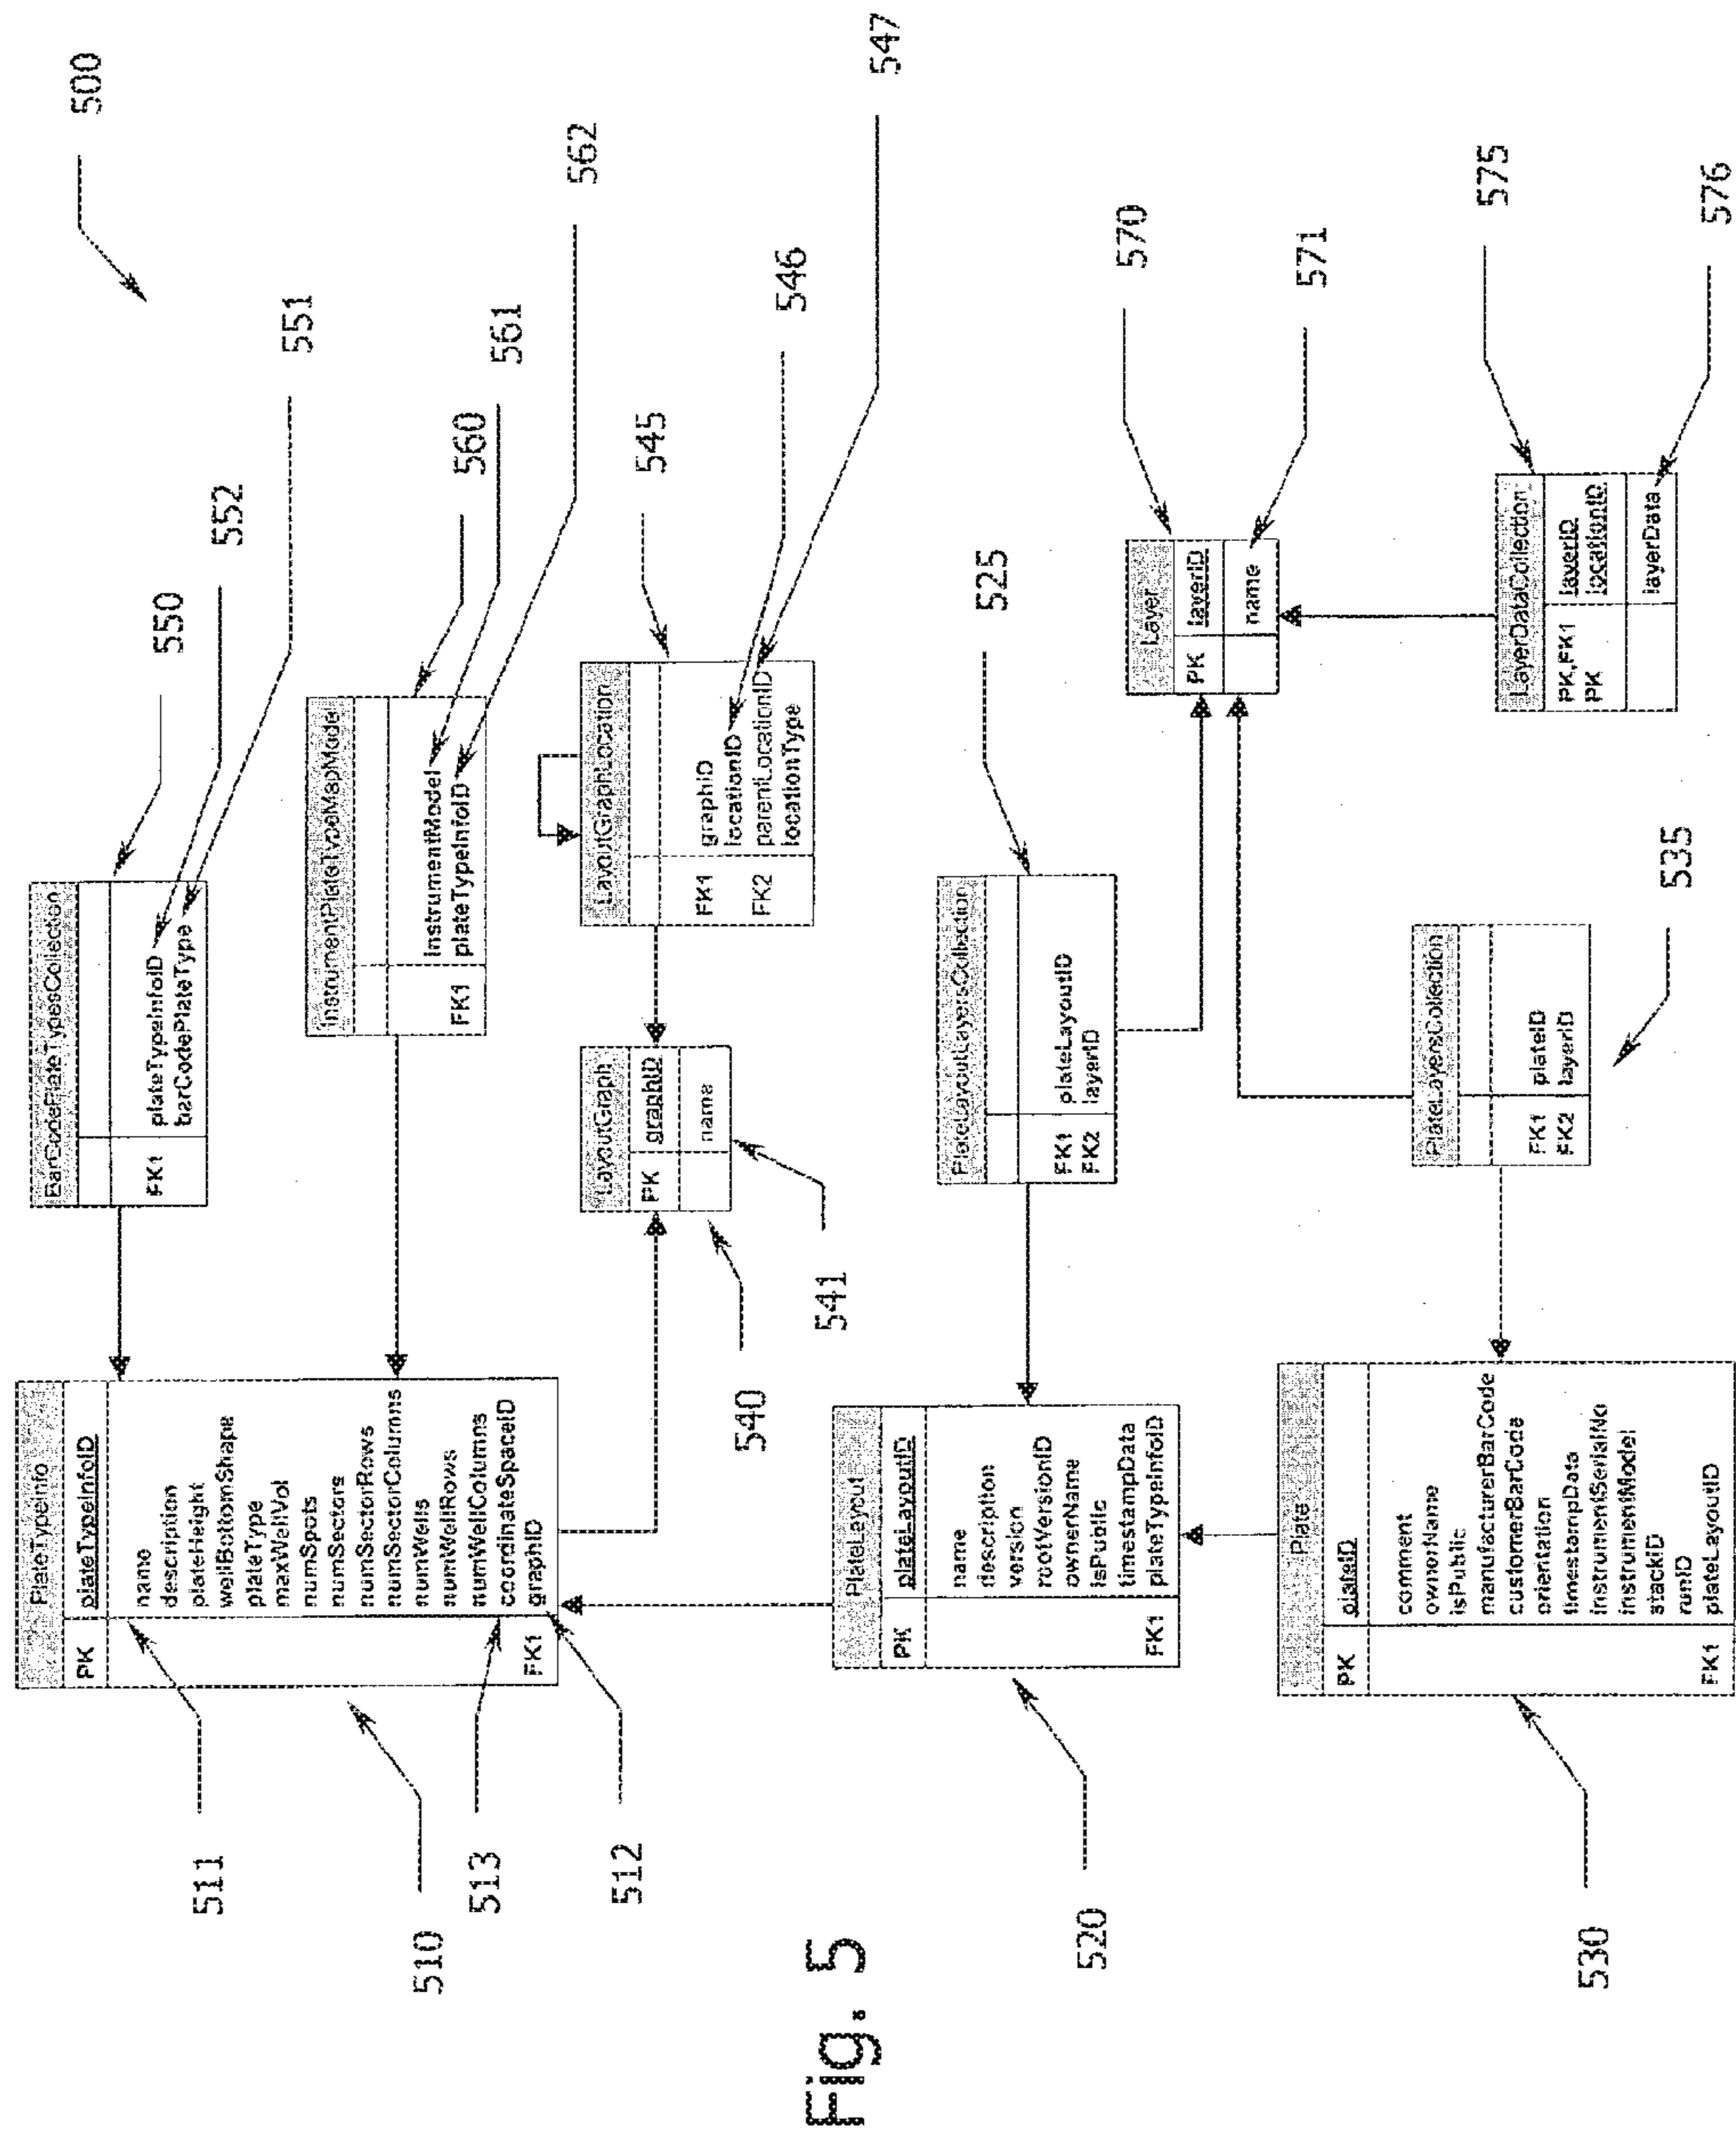 500
PlateTypeInfo
PK plateTypeInfoID
name
description
plateHeight
wellBottomShape
plateType
maxWellVol
numSpots
numSectors
numSectorRows
numSectorColumns
numWells
numWellRows
numWellColumns
coordinateSpaceID
FK1 graphID
511
510
513
512
BarCodePlateTypesCollection
FK1 plateTypeInfoID
barCodePlateType
550
552
551
InstrumentPlateTypeMapModel
instrumentModel
FK1 plateTypeInfoID
560
561
562
LayoutGraph
PK graphID
name
540
541
LayoutGraphLocation
FK1 graphID
locationID
FK2 parentLocationID
locationType
545
546
547
PlateLayout
PK plateLayoutID
name
description
version
rootVersionID
ownerName
isPublic
timestampData
FK1 plateTypeInfoID
520
PlateLayoutLayersCollection
FK1 plateLayoutID
FK2 layerID
525
Layer
PK layerID
name
570
571
Plate
PK plateID
comment
ownerName
isPublic
manufacturerBarCode
customerBarCode
orientation
timestampData
instrumentSerialNo
instrumentModel
stackID
runID
FK1 plateLayoutID
530
PlateLayersCollection
FK1 plateID
FK2 layerID
535
LayerDataCollection
PK,FK1 layerID
PK locationID
layerData
575
576
Fig. 5